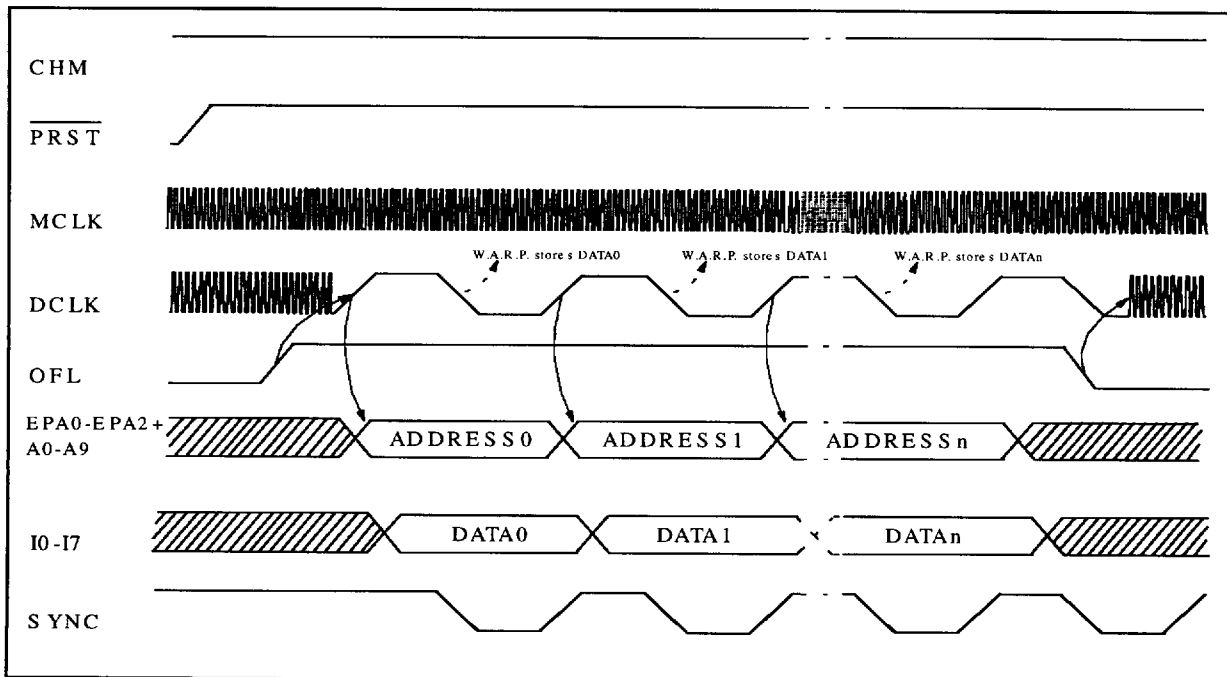 CHM
PRST
MCLK
W.A.R.P. stores DATA0
W.A.R.P. stores DATA1
W.A.R.P. stores DATAn
DCLK
OFL
EPA0-EPA2+
A0-A9
ADDRESS0
ADDRESS1
ADDRESSn
I0-I7
DATA0
DATA1
DATAn
SYNC